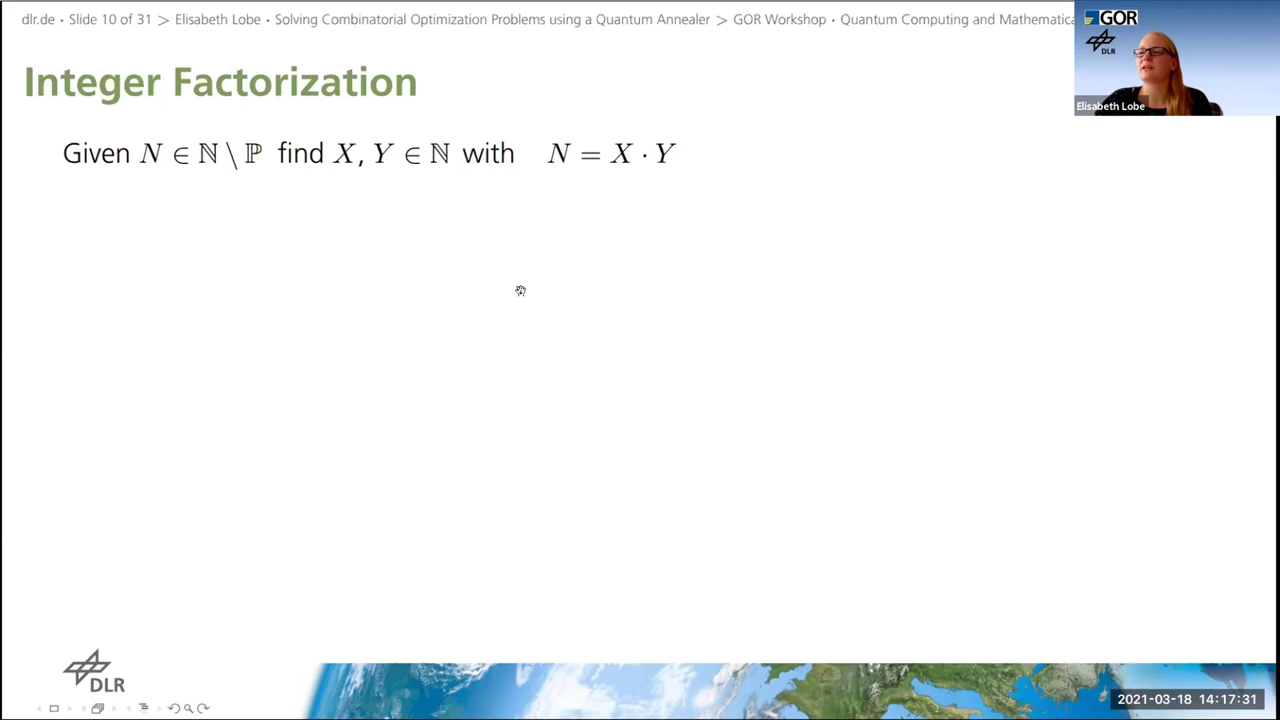 dlr.de · Slide 10 of 31 > Elisabeth Lobe · Solving Combinatorial Optimization Problems using a Quantum Annealer > GOR Workshop · Quantum Computing and Mathematica
GOR
DLR
Elisabeth Lobe
Integer Factorization
Given N ∈ ℕ \ ℙ find X, Y ∈ ℕ with N = X · Y
DLR
2021-03-18 14:17:31